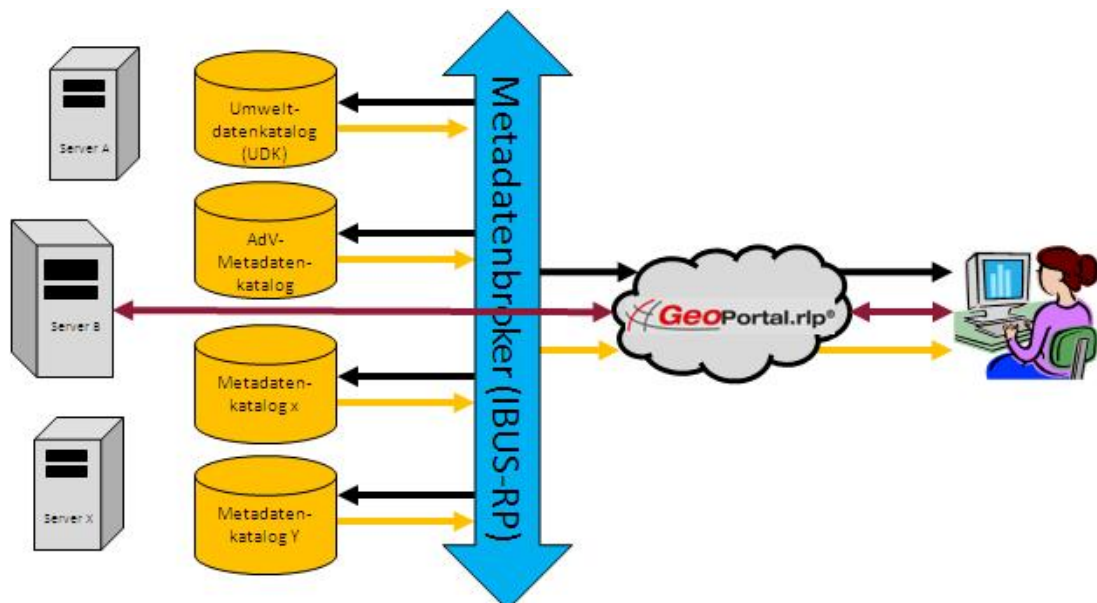 Server A
Umwelt-
datenkatalog
(UDK)
AdV-
Metadaten-
katalog
Server B
Metadaten-
katalog x
Server X
Metadaten-
katalog Y
Metadatenbroker (IBUS-RP)
GeoPortal.rlp®